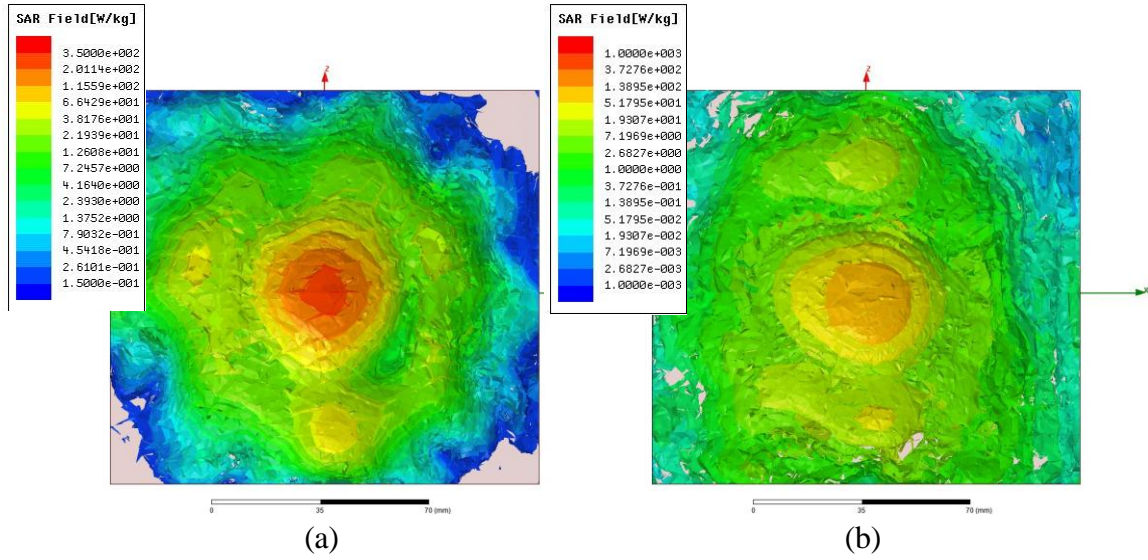 SAR Field[W/kg]
3.5000e+002
2.0114e+002
1.1559e+002
6.6429e+001
3.8176e+001
2.1939e+001
1.2608e+001
7.2457e+000
4.1640e+000
2.3930e+000
1.3752e+000
7.9032e-001
4.5418e-001
2.6101e-001
1.5000e-001
z
0
35
70 (mm)
(a)
SAR Field[W/kg]
1.0000e+003
3.7276e+002
1.3895e+002
5.1795e+001
1.9307e+001
7.1969e+000
2.6827e+000
1.0000e+000
3.7276e-001
1.3895e-001
5.1795e-002
1.9307e-002
7.1969e-003
2.6827e-003
1.0000e-003
z
0
35
70 (mm)
(b)